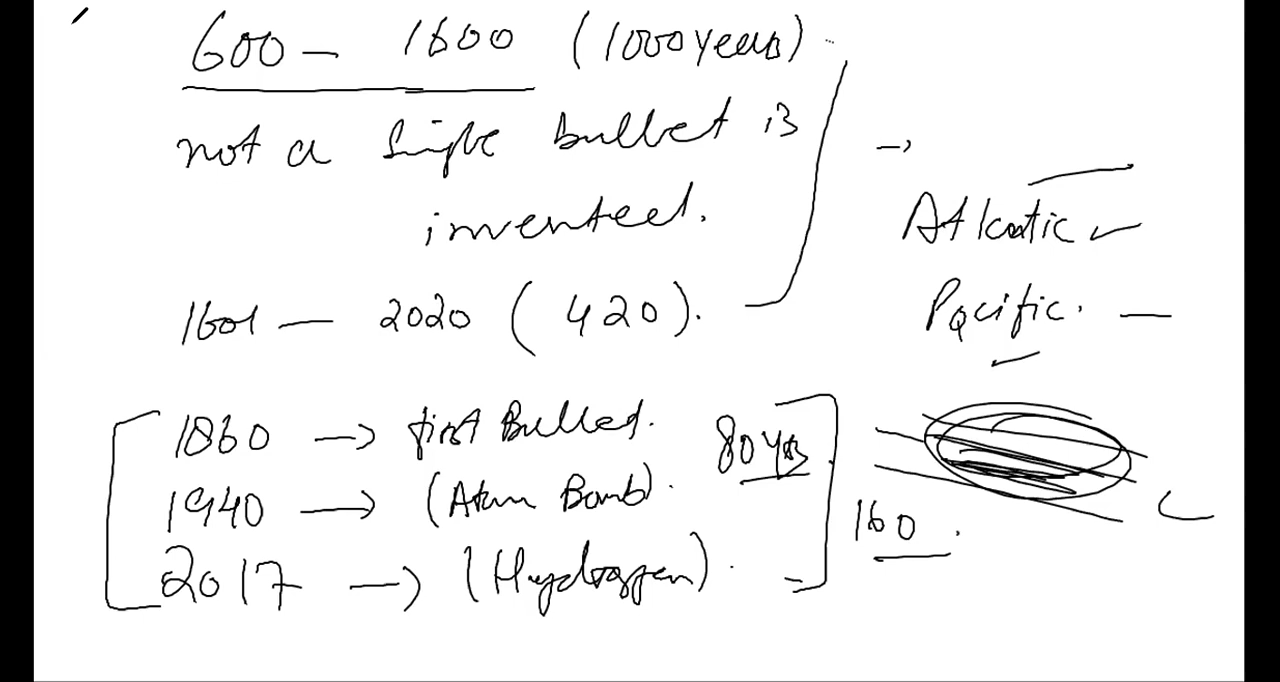 600 - 1600 (1000 years)
not a single bullet is
invented.
1601 - 2020 (420).
Atlantic
Pacific.
1860 → first Bullet.
80 yrs
1940 → (Atom Bomb).
160.
2017 → (Hydrogen).